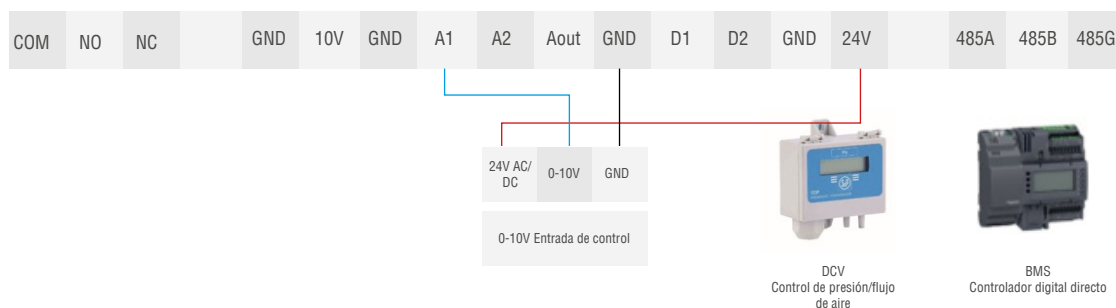 COM NO NC GND 10V GND A1 A2 Aout GND D1 D2 GND 24V 485A 485B 485G
24V AC/
DC
0-10V
GND
0-10V Entrada de control
DCV
Control de presión/flujo
de aire
BMS
Controlador digital directo